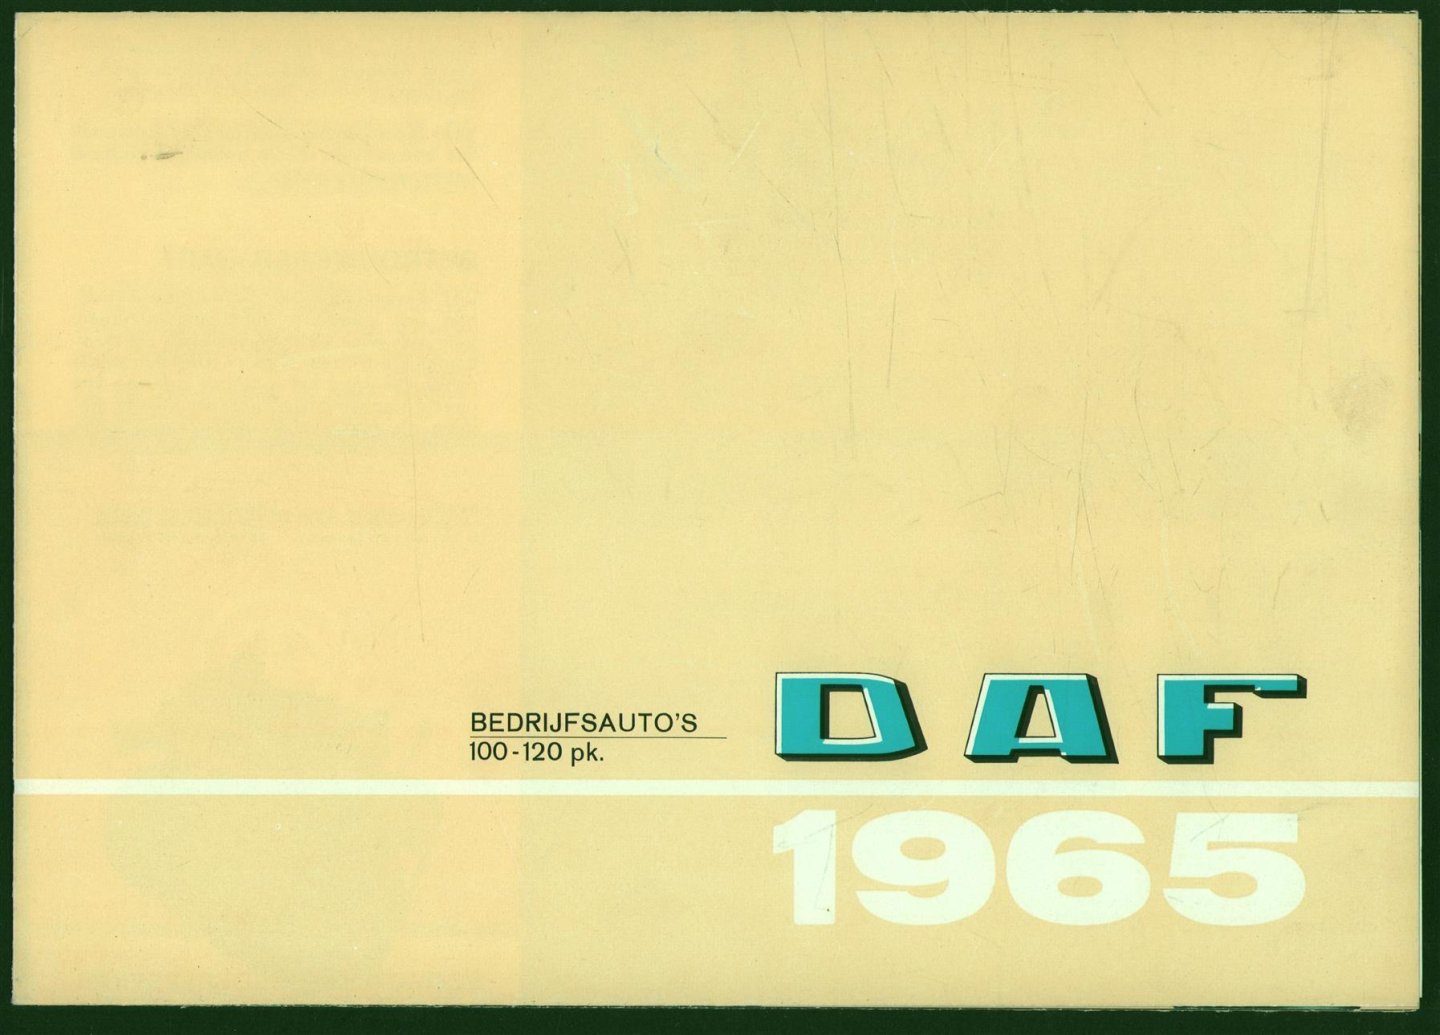 BEDRIJFSAUTO'S
100-120 pk.
DAF
1965